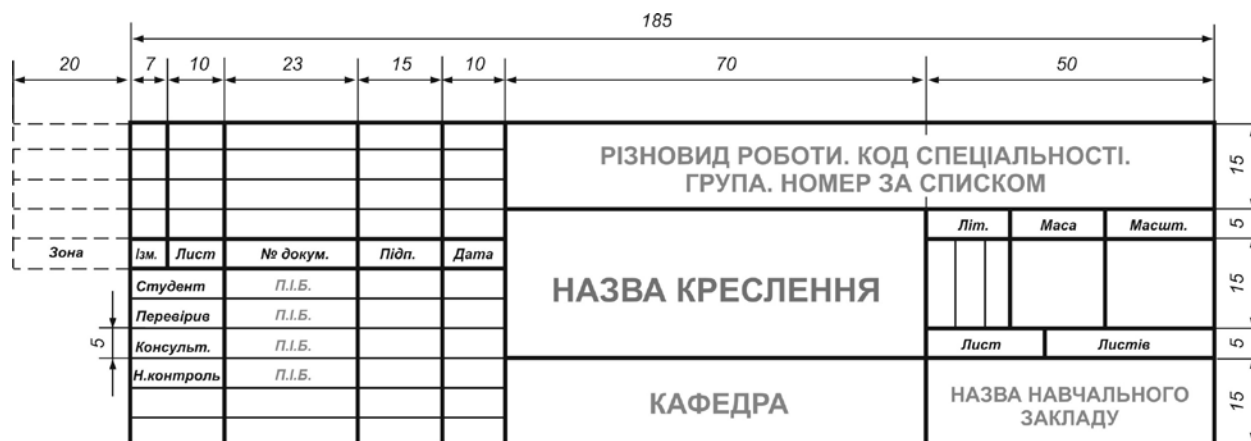 185
20 7 10 23 15 10 70 50
РІЗНОВИД РОБОТИ. КОД СПЕЦІАЛЬНОСТІ.
ГРУПА. НОМЕР ЗА СПИСКОМ
15
Літ. Маса Масшт.
5
Зона Ізм. Лист № докум. Підп. Дата
НАЗВА КРЕСЛЕННЯ
15
Студент П.І.Б.
Перевірив П.І.Б.
5
Консульт. П.І.Б.
Лист Листів
5
Н.контроль П.І.Б.
КАФЕДРА
НАЗВА НАВЧАЛЬНОГО
ЗАКЛАДУ
15